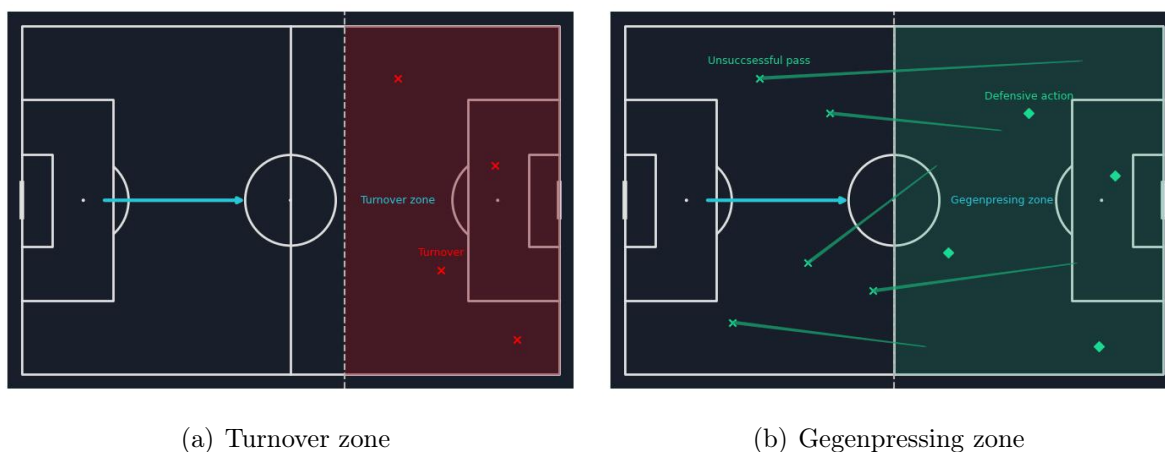 Turnover zone
Turnover
Unsuccsessful pass
Defensive action
Gegenpresing zone
(a) Turnover zone
(b) Gegenpressing zone